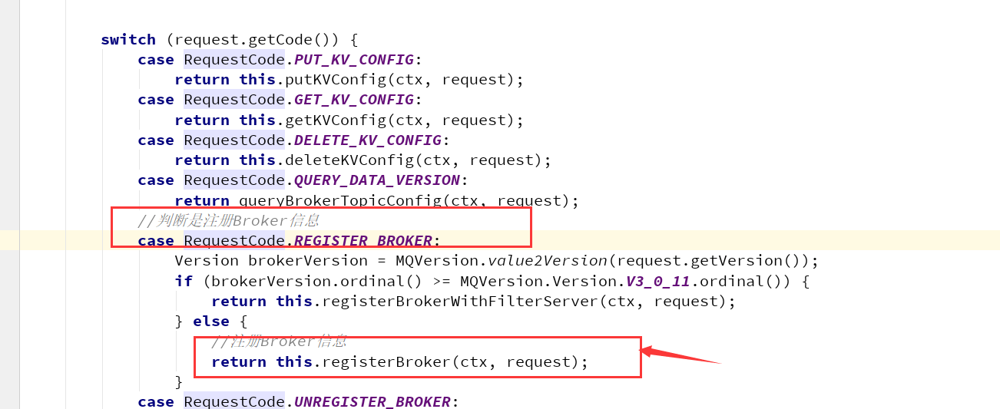 switch (request.getCode()) {
case RequestCode.PUT_KV_CONFIG:
return this.putKVConfig(ctx, request);
case RequestCode.GET_KV_CONFIG:
return this.getKVConfig(ctx, request);
case RequestCode.DELETE_KV_CONFIG:
return this.deleteKVConfig(ctx, request);
case RequestCode.QUERY_DATA_VERSION:
return queryBrokerTopicConfig(ctx, request);
//判断是注册Broker信息
case RequestCode.REGISTER_BROKER:
Version brokerVersion = MQVersion.value2Version(request.getVersion());
if (brokerVersion.ordinal() >= MQVersion.Version.V3_0_11.ordinal()) {
return this.registerBrokerWithFilterServer(ctx, request);
} else {
//注册Broker信息
return this.registerBroker(ctx, request);
}
case RequestCode.UNREGISTER_BROKER: